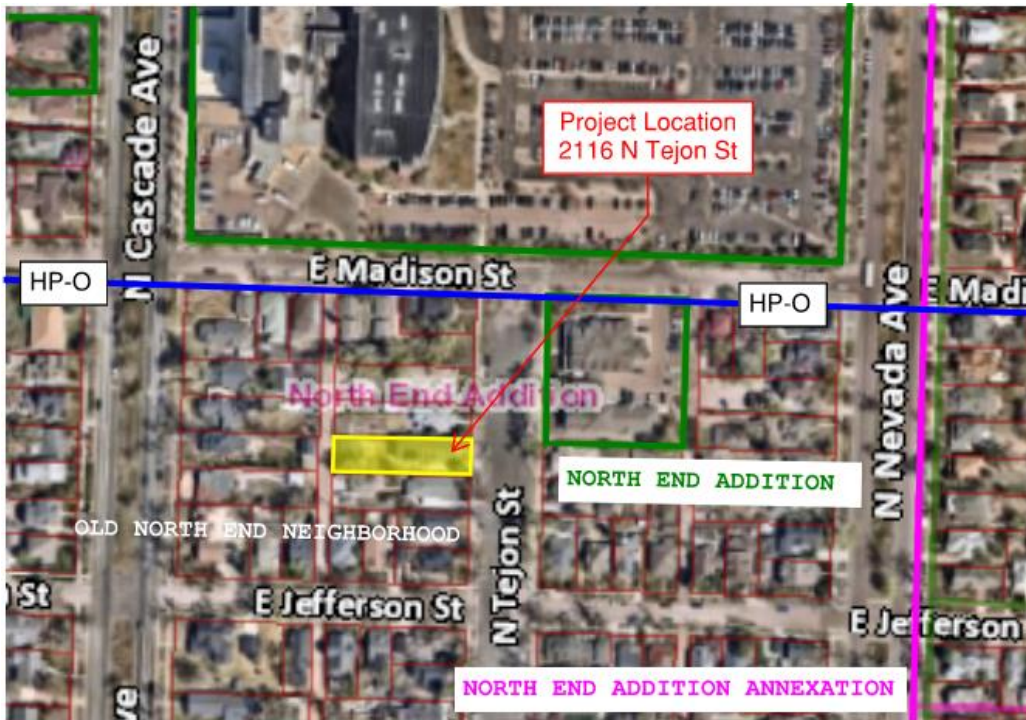 N Cascade Ave
Project Location
2116 N Tejon St
E Madison St
HP-O
HP-O
E Madi
N Nevada Ave
North End Addition
NORTH END ADDITION
OLD NORTH END NEIGHBORHOOD
N Tejon St
St
E Jefferson St
E Jefferson
NORTH END ADDITION ANNEXATION
ve